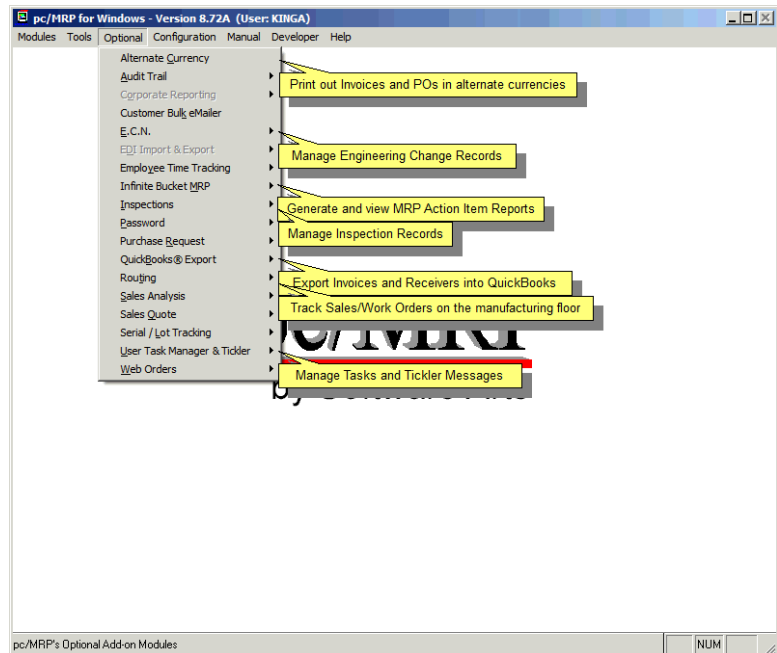 pc/MRP for Windows - Version 8.72A (User: KINGA)
Modules Tools Optional Configuration Manual Developer Help
Alternate Currency
Audit Trail
Print out Invoices and POs in alternate currencies
Corporate Reporting
Customer Bulk eMailer
E.C.N.
EDI Import & Export
Manage Engineering Change Records
Employee Time Tracking
Infinite Bucket MRP
Inspections
Generate and view MRP Action Item Reports
Password
Manage Inspection Records
Purchase Request
QuickBooks® Export
Routing
Export Invoices and Receivers into QuickBooks
Sales Analysis
Track Sales/Work Orders on the manufacturing floor
Sales Quote
Serial / Lot Tracking
pc/MRP
User Task Manager & Tickler
Web Orders
Manage Tasks and Tickler Messages
by Software Arts
pc/MRP's Optional Add-on Modules
NUM